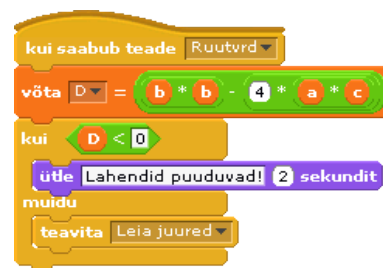 kui saabub teade Ruutvrd
võta D = b * b - 4 * a * c
kui D < 0
ütle Lahendid puuduvad! 2 sekundit
muidu
teavita Leia juured